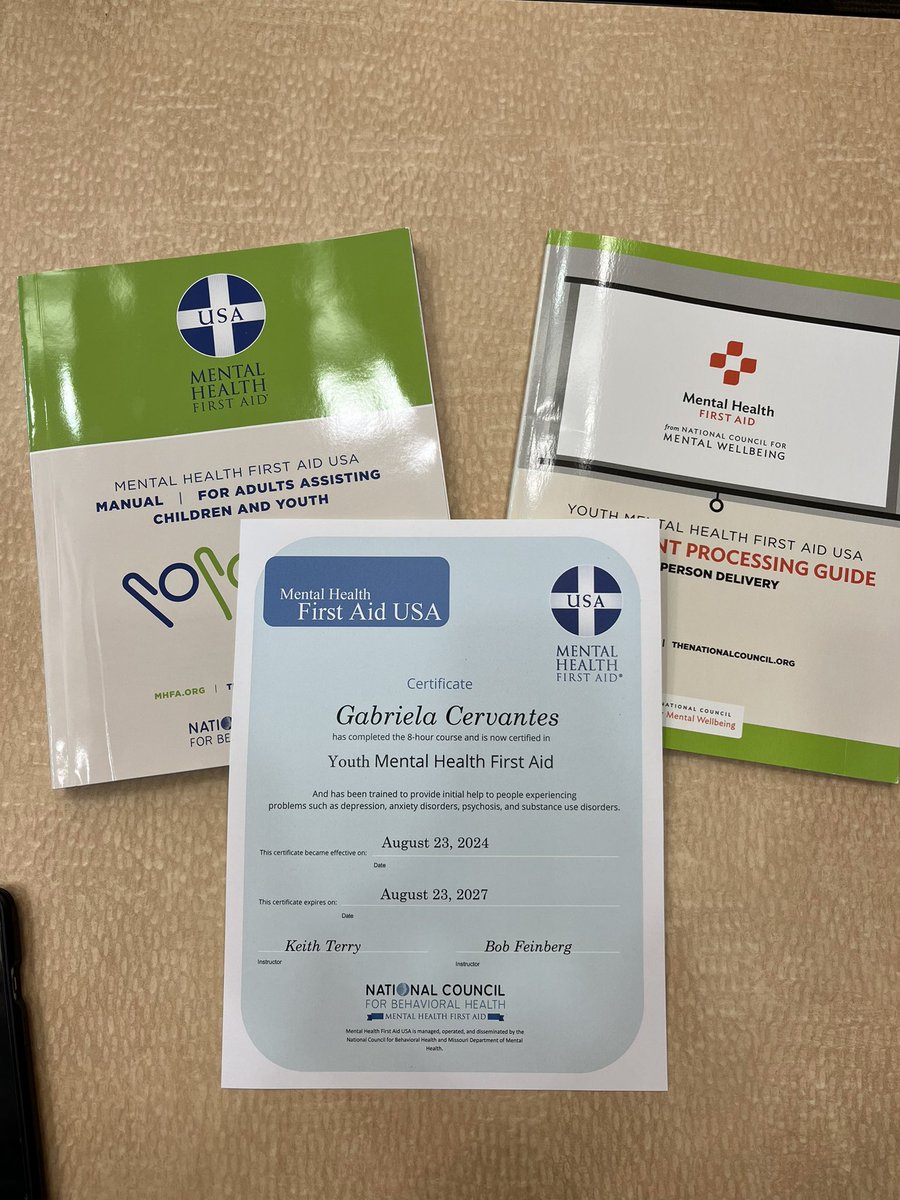 USA
MENTAL
HEALTH
FIRST AID
MENTAL HEALTH FIRST AID USA
MANUAL | FOR ADULTS ASSISTING
CHILDREN AND YOUTH
MHFA.ORG |
FOR B
Mental Health
FIRST AID
from NATIONAL COUNCIL FOR
MENTAL WELLBEING
YOUTH MENTAL HEALTH FIRST AID USA
PROCESSING GUIDE
PERSON DELIVERY
| THENATIONALCOUNCIL.ORG
NATIONAL COUNCIL
Mental Wellbeing
Mental Health
First Aid USA
USA
MENTAL
HEALTH
FIRST AID®
Certificate
Gabriela Cervantes
has completed the 8-hour course and is now certified in
Youth Mental Health First Aid
And has been trained to provide initial help to people experiencing
problems such as depression, anxiety disorders, psychosis, and substance use disorders.
This certificate became effective on: August 23, 2024
Date
This certificate expires on: August 23, 2027
Date
Keith Terry Bob Feinberg
Instructor Instructor
NATIONAL COUNCIL
FOR BEHAVIORAL HEALTH
MENTAL HEALTH FIRST AID
Mental Health First Aid USA is managed, operated, and disseminated by the
National Council for Behavioral Health and Missouri Department of Mental
Health.